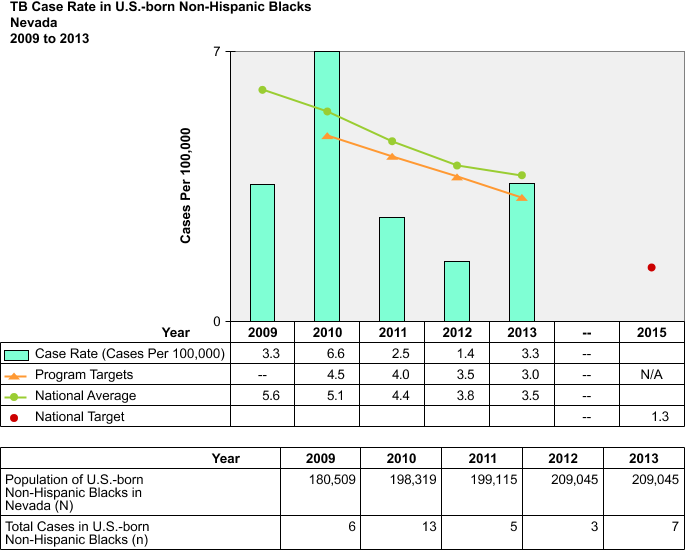 TB Case Rate in U.S.-born Non-Hispanic Blacks
Nevada
2009 to 2013
7
Cases Per 100,000
0
Year 2009 2010 2011 2012 2013 -- 2015
Case Rate (Cases Per 100,000) 3.3 6.6 2.5 1.4 3.3 --
Program Targets -- 4.5 4.0 3.5 3.0 -- N/A
National Average 5.6 5.1 4.4 3.8 3.5 --
National Target -- 1.3
Year 2009 2010 2011 2012 2013
Population of U.S.-born 180,509 198,319 199,115 209,045 209,045
Non-Hispanic Blacks in
Nevada (N)
Total Cases in U.S.-born 6 13 5 3 7
Non-Hispanic Blacks (n)